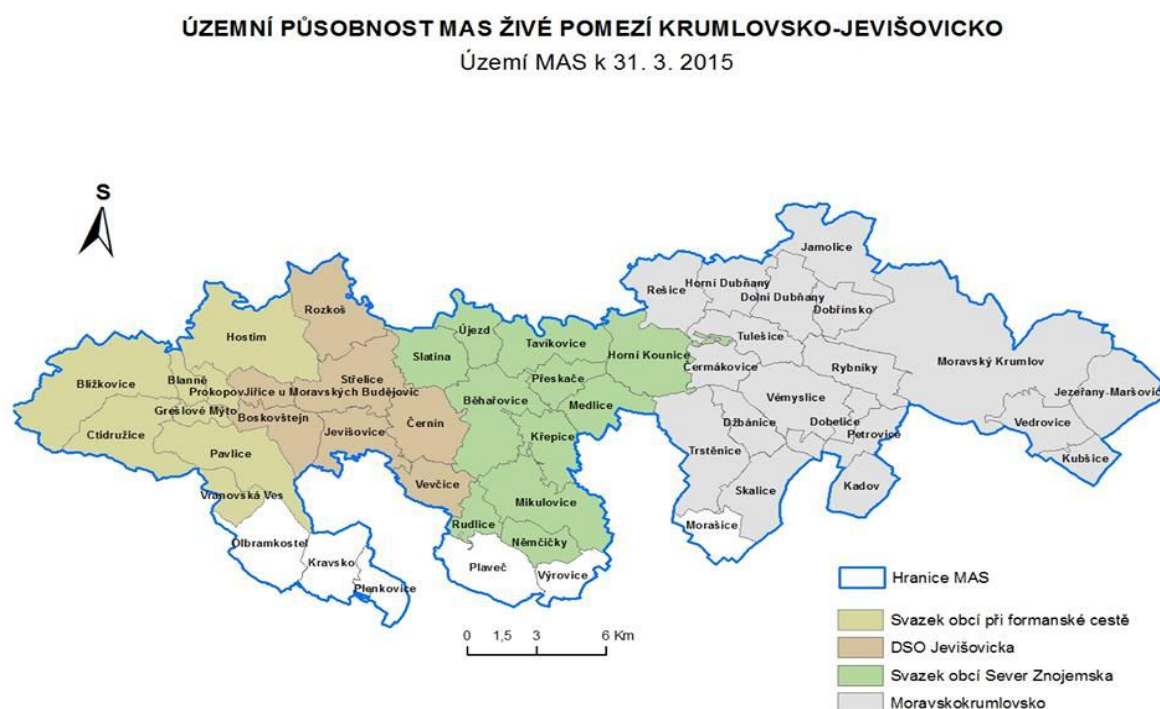 ÚZEMNÍ PŮSOBNOST MAS ŽIVÉ POMEZÍ KRUMLOVSKO-JEVIŠOVICKO
Území MAS k 31. 3. 2015
S
Jamolice
Rešice
Horní Dubňany
Dolní Dubňany
Dobřínsko
Rozkoš
Hostim
Újezd
Slatina
Tavíkovice
Horní Kounice
Tulešice
Čermákovice
Rybníky
Moravský Krumlov
Bližkovice
Blanné
Prokopov
Jiřice u Moravských Budějovic
Střelice
Přeskače
Běhařovice
Medlice
Vémyslice
Jezeřany-Maršovice
Grešlové Mýto
Boskovštejn
Ctidružice
Jevišovice
Černín
Křepice
Džbánice
Dobelice
Petrovice
Vedrovice
Pavlice
Trstěnice
Kubšice
Vevčice
Vranovská Ves
Mikulovice
Skalice
Kadov
Rudlice
Morašice
Olbramkostel
Němčičky
Kravsko
Plaveč
Výrovice
Plenkovice
Hranice MAS
Svazek obcí při formanské cestě
DSO Jevišovicka
Svazek obcí Sever Znojemska
Moravskokrumlovsko
0 1,5 3 6 Km